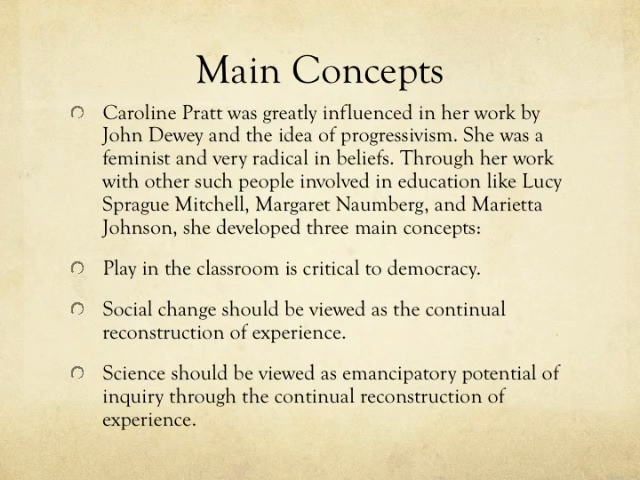 Main Concepts
Caroline Pratt was greatly influenced in her work by
John Dewey and the idea of progressivism. She was a
feminist and very radical in beliefs. Through her work
with other such people involved in education like Lucy
Sprague Mitchell, Margaret Naumberg, and Marietta
Johnson, she developed three main concepts:
Play in the classroom is critical to democracy.
Social change should be viewed as the continual
reconstruction of experience.
Science should be viewed as emancipatory potential of
inquiry through the continual reconstruction of
experience.